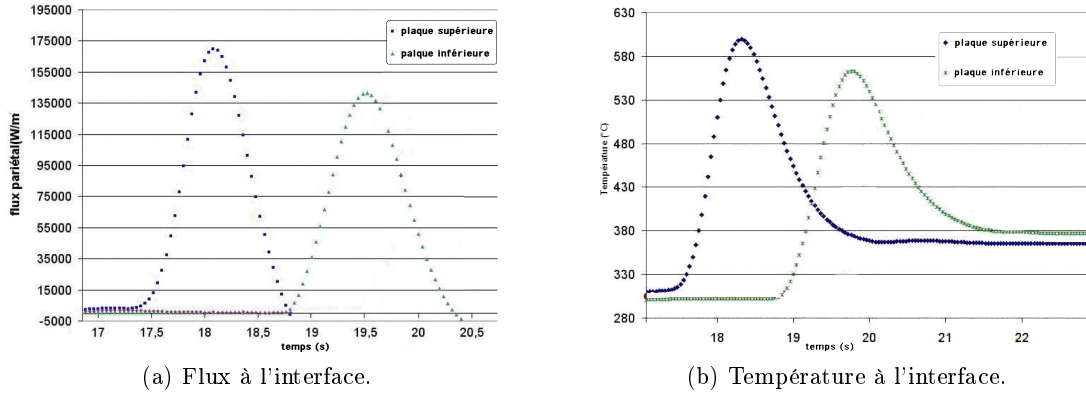 195000
175000
155000
135000
115000
95000
75000
55000
35000
15000
-5000
flux pariétal(W/m
plaque supérieure
palque inférieure
17 17,5 18 18,5 19 19,5 20 20,5
temps (s)
(a) Flux à l'interface.
630
580
530
480
430
380
330
280
Température (°C)
plaque supérieure
plaque inférieure
18 19 20 21 22
temps (s)
(b) Température à l'interface.